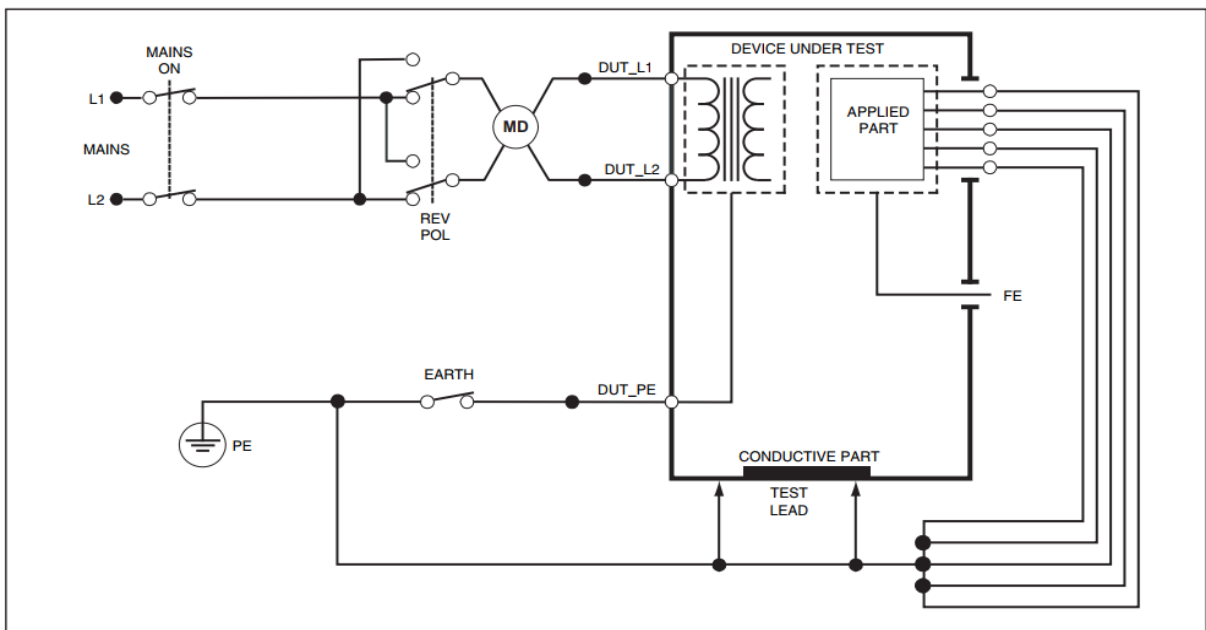 MAINS
ON
L1
MAINS
L2
REV
POL
MD
DUT_L1
DUT_L2
DEVICE UNDER TEST
APPLIED
PART
FE
EARTH
DUT_PE
PE
CONDUCTIVE PART
TEST
LEAD